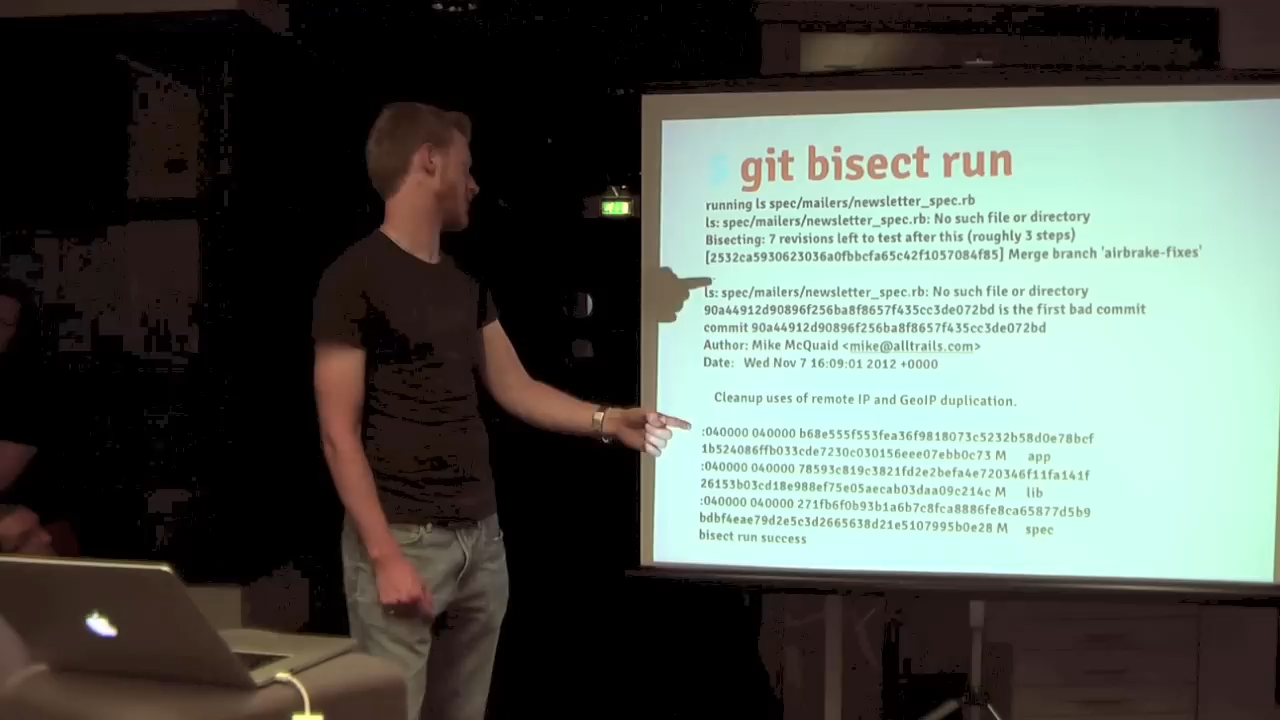 git bisect run
running ls spec/mailers/newsletter_spec.rb
ls: spec/mailers/newsletter_spec.rb: No such file or directory
Bisecting: 7 revisions left to test after this (roughly 3 steps)
[2532ca5930623036a0fbbcfa65c42f1057084f85] Merge branch 'airbrake-fixes'
ls: spec/mailers/newsletter_spec.rb: No such file or directory
90a44912d90896f256ba8f8657f435cc3de072bd is the first bad commit
commit 90a44912d90896f256ba8f8657f435cc3de072bd
Author: Mike McQuaid <mike@alltrails.com>
Date: Wed Nov 7 16:09:01 2012 +0000
Cleanup uses of remote IP and GeoIP duplication.
:040000 040000 b68e555f553fea36f9818073c5232b58d0e78bcf
1b524086ffb033cde7230c030156eee07ebb0c73 M app
:040000 040000 78593c819c3821fd2e2befa4e720346f11fa141f
26153b03cd18e988ef75e05aecab03daa09c214c M lib
:040000 040000 271fb6f0b93b1a6b7c8fca8886fe8ca65877d5b9
bdbf4eae79d2e5c3d2665638d21e5107995b0e28 M spec
bisect run success